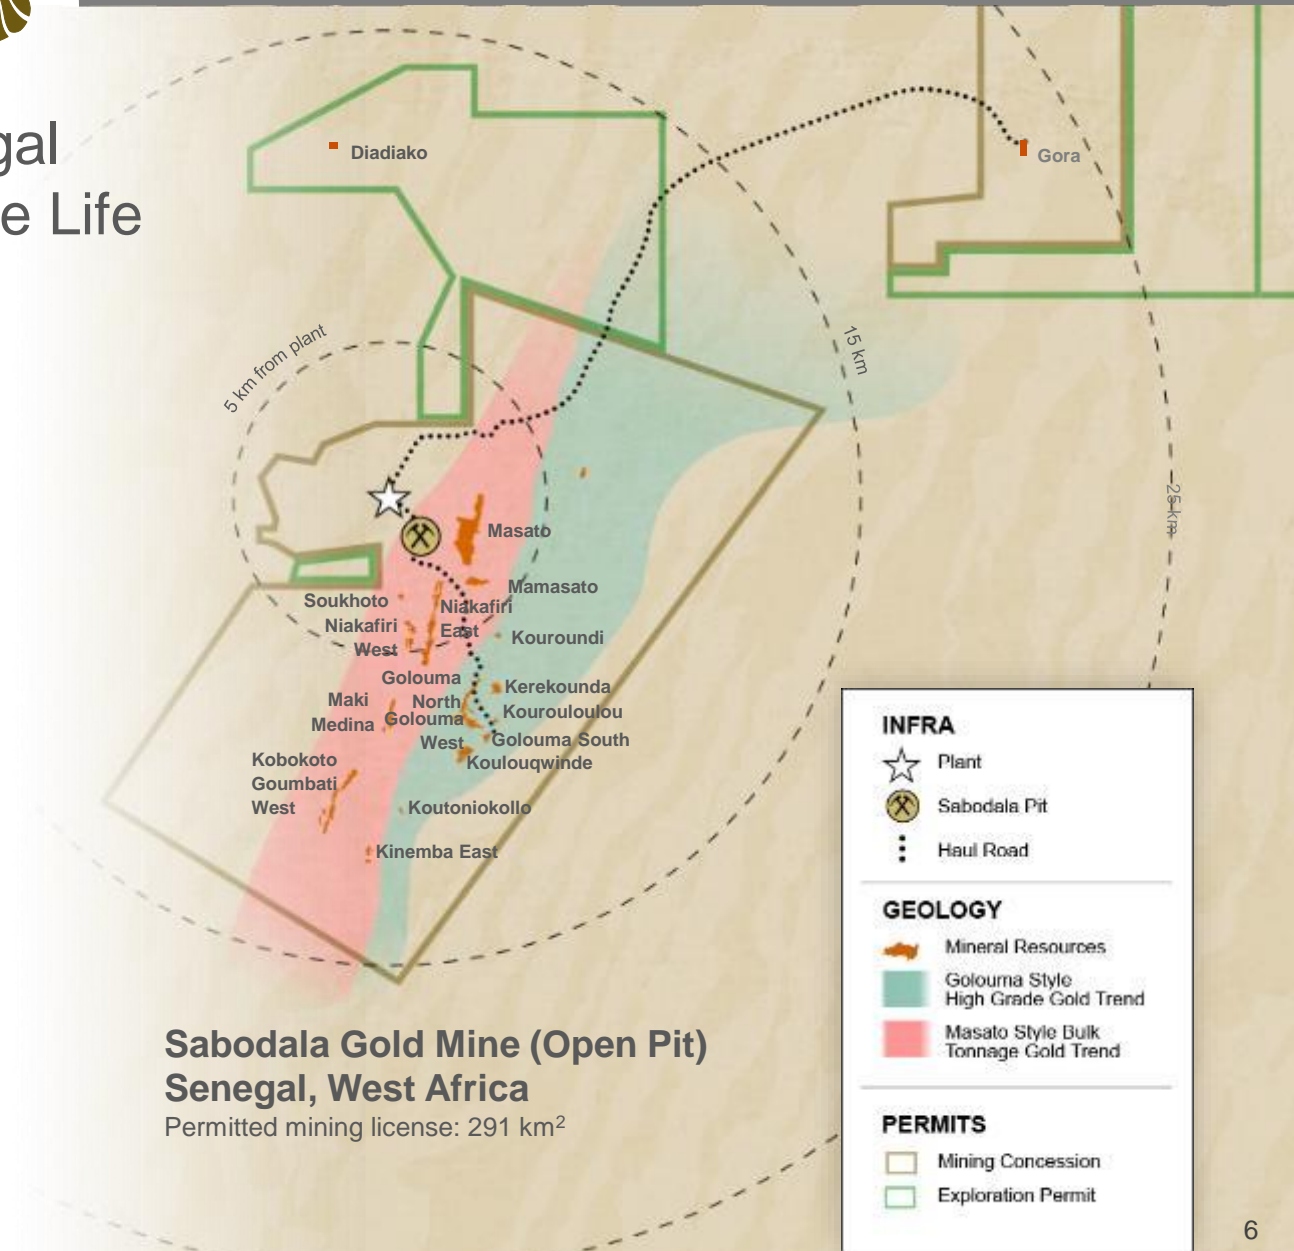 gal
e Life
Diadiako
Gora
5 km from plant
15 km
25 km
Masato
Mamasato
Soukhoto
Niakafiri
West
Niakafiri
East
Kouroundi
Golouma
North
Kerekounda
Maki
Medina
Golouma
West
Kourouloulou
Golouma South
Koulouqwinde
Kobokoto
Goumbati
West
Koutoniokollo
Kinemba East
INFRA
Plant
Sabodala Pit
Haul Road
GEOLOGY
Mineral Resources
Golouma Style
High Grade Gold Trend
Masato Style Bulk
Tonnage Gold Trend
PERMITS
Mining Concession
Exploration Permit
Sabodala Gold Mine (Open Pit)
Senegal, West Africa
Permitted mining license: 291 km²
6